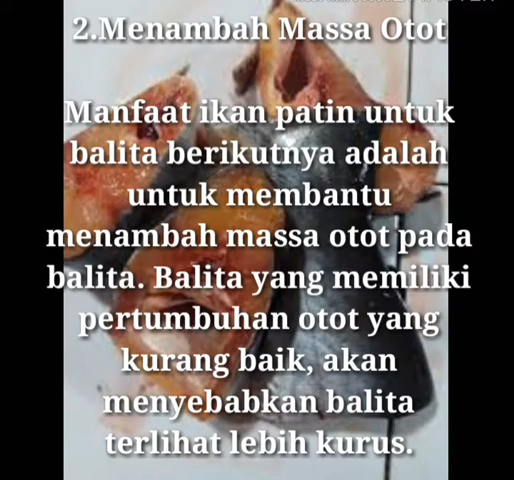 2.Menambah Massa Otot
Manfaat ikan patin untuk
balita berikutnya adalah
untuk membantu
menambah massa otot pada
balita. Balita yang memiliki
pertumbuhan otot yang
kurang baik, akan
menyebabkan balita
terlihat lebih kurus.